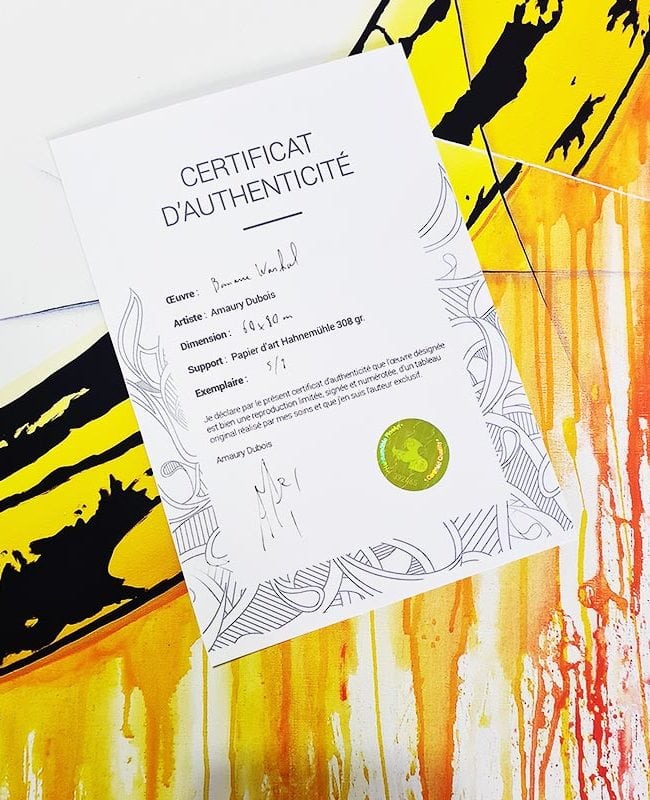 CERTIFICAT
D'AUTHENTICITÉ
Œuvre : Banane Warhol
Artiste : Amaury Dubois
Dimension : 60 x 80 cm
Support : Papier d'art Hahnemühle 308 gr.
Exemplaire : 5/8
Je déclare par le présent certificat d'authenticité que l'œuvre désignée
est bien une reproduction limitée, signée et numérotée, d'un tableau
original réalisé par mes soins et que j'en suis l'auteur exclusif.
Amaury Dubois